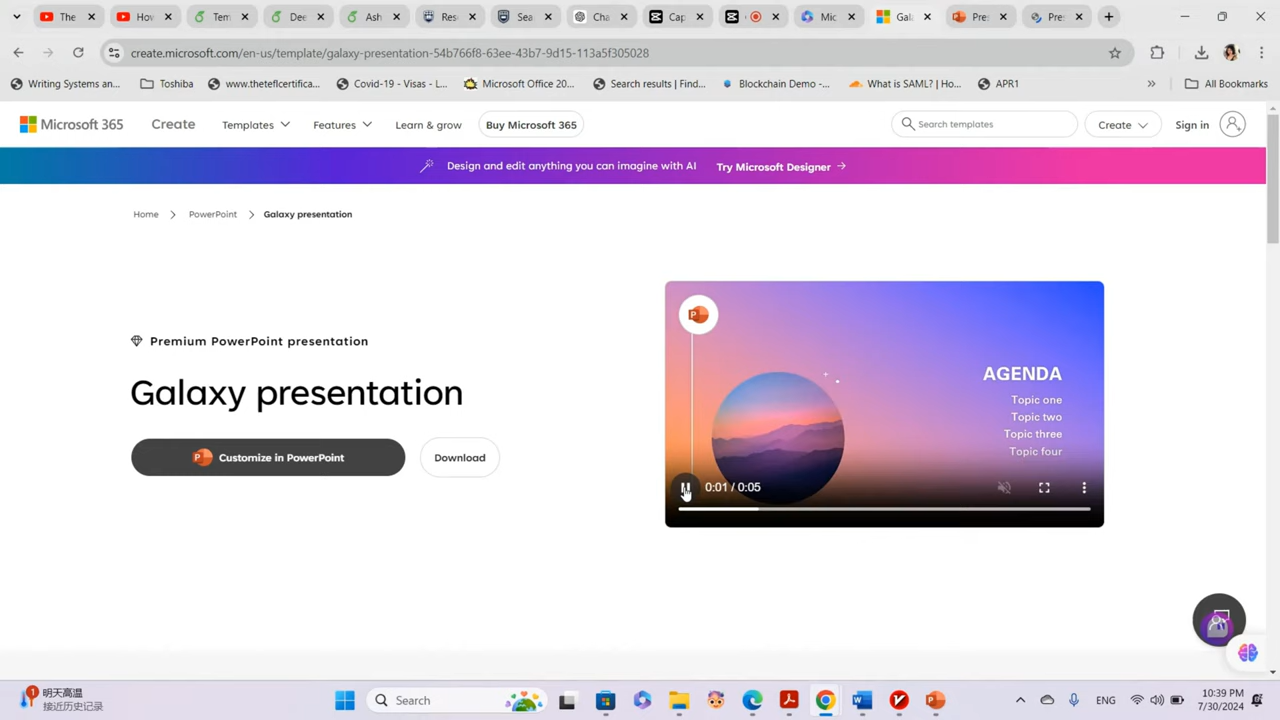 The
How
Tem
Dee
Ash
Res
Sea
Cha
Cap
Mic
Gal
Pres
Pres
create.microsoft.com/en-us/template/galaxy-presentation-54b766f8-63ee-43b7-9d15-113a5f305028
Writing Systems an...
Toshiba
www.theteflcertifica...
Covid-19 - Visas - L...
Microsoft Office 20...
Search results | Find...
Blockchain Demo -...
What is SAML? | Ho...
APR1
All Bookmarks
Microsoft 365
Create
Templates
Features
Learn & grow
Buy Microsoft 365
Search templates
Create
Sign in
Design and edit anything you can imagine with AI
Try Microsoft Designer
Home
PowerPoint
Galaxy presentation
Premium PowerPoint presentation
Galaxy presentation
P Customize in PowerPoint
Download
P
AGENDA
Topic one
Topic two
Topic three
Topic four
0:01 / 0:05
1
明天高温
接近历史记录
Search
ENG
10:39 PM
7/30/2024